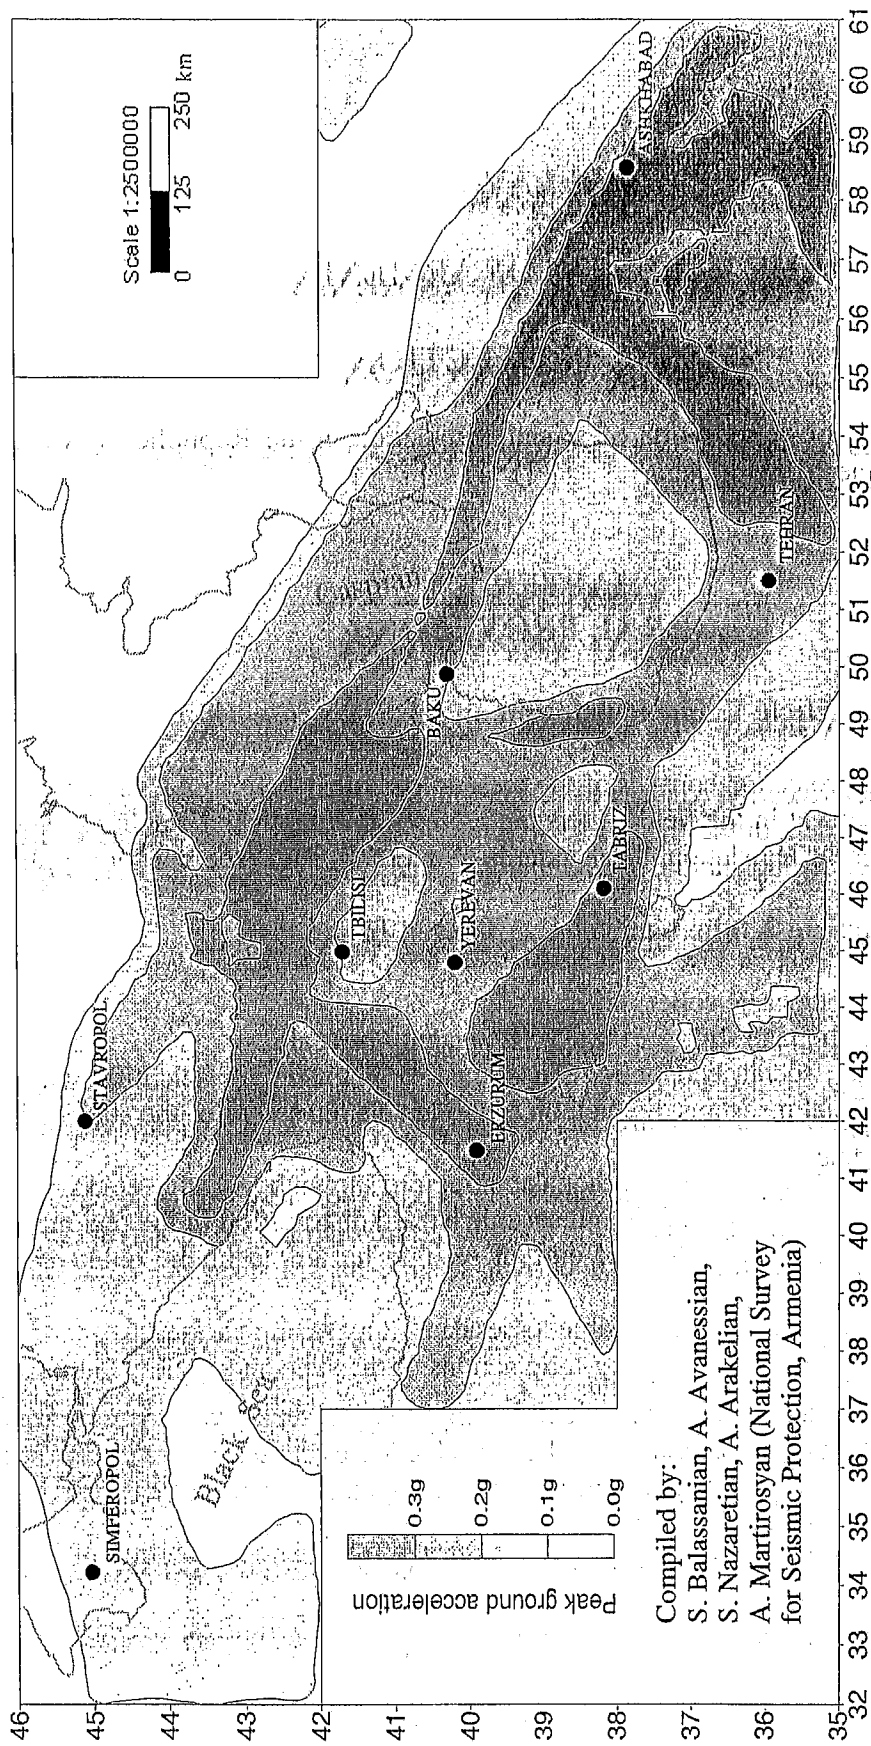 Scale 1:2500000
0 125 250 km
STAVROPOL
SIMFEROPOL
Black Sea
Caspian
TBILISI
YEREVAN
BAKU
ERZURUM
TABRIZ
TEHRAN
ASHKHABAD
Peak ground acceleration
0.3g
0.2g
0.1g
0.0g
Compiled by:
S. Balassanian, A. Avanessian,
S. Nazaretian, A. Arakelian,
A. Martirosyan (National Survey
for Seismic Protection, Armenia)
46
45
44
43
42
41
40
39
38
37
36
35
32 33 34 35 36 37 38 39 40 41 42 43 44 45 46 47 48 49 50 51 52 53 54 55 56 57 58 59 60 61